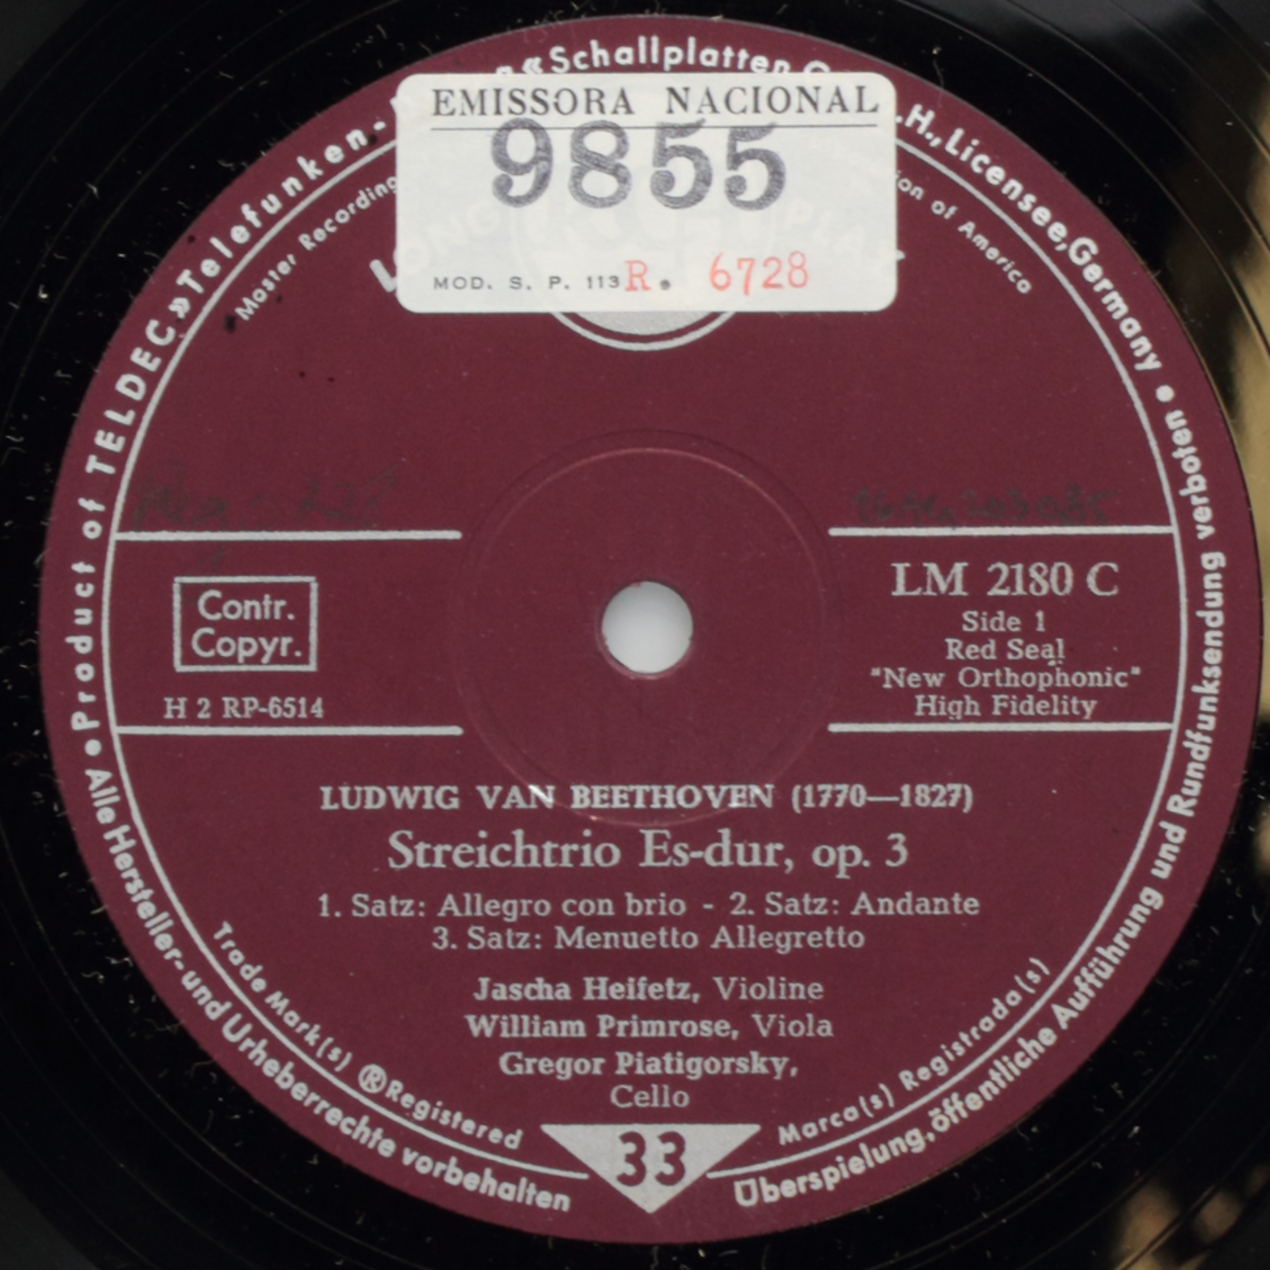 EMISSORA NACIONAL
9855
MOD. S. P. 113 R. 6728
Product of TELDEC »Telefunken- «Schallplatten .H., Licensee, Germany
Master Recording
ion of America
LONG PLAY
Contr.
Copyr.
H 2 RP-6514
LM 2180 C
Side 1
Red Seal
"New Orthophonic"
High Fidelity
LUDWIG VAN BEETHOVEN (1770—1827)
Streichtrio Es-dur, op. 3
1. Satz: Allegro con brio - 2. Satz: Andante
3. Satz: Menuetto Allegretto
Jascha Heifetz, Violine
William Primrose, Viola
Gregor Piatigorsky,
Cello
33
Trade Mark(s) ® Registered
Marca(s) Registrada(s)
Alle Hersteller- und Urheberrechte vorbehalten
Überspielung, öffentliche Aufführung und Rundfunksendung verboten